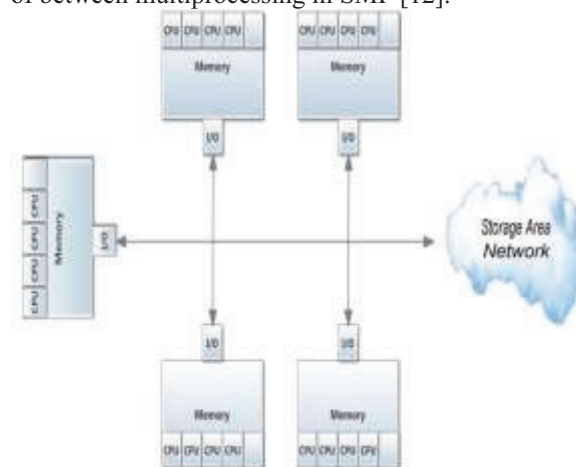 of between multiprocessing in SMP [12].
CPU CPU CPU CPU CPU CPU CPU CPU
Memory Memory
I/O I/O
CPU CPU CPU CPU
Memory
I/O
Storage Area
Network
I/O I/O
Memory Memory
CPU CPU CPU CPU CPU CPU CPU CPU